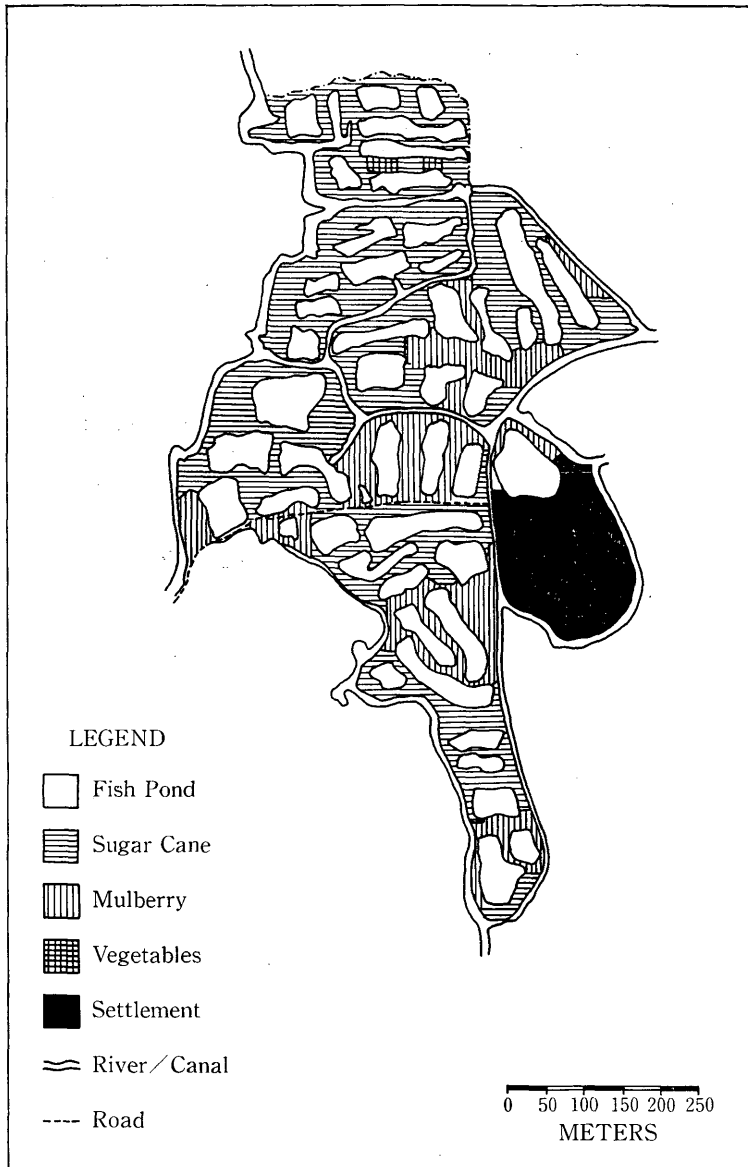 LEGEND
Fish Pond
Sugar Cane
Mulberry
Vegetables
Settlement
River/Canal
Road
0 50 100 150 200 250
METERS